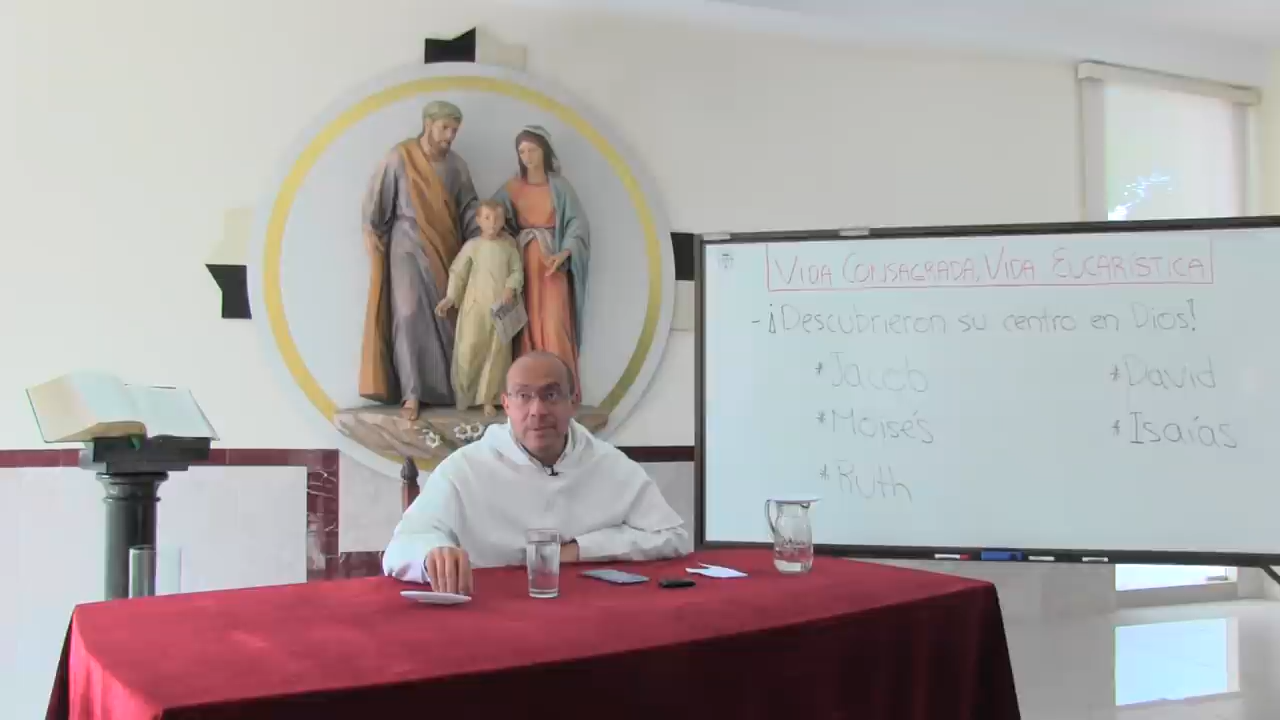 VIDA CONSAGRADA, VIDA EUCARÍSTICA
-¡Descubrieron su centro en Dios!
*Jacob
*Moisés
*Ruth
*David
*Isaías